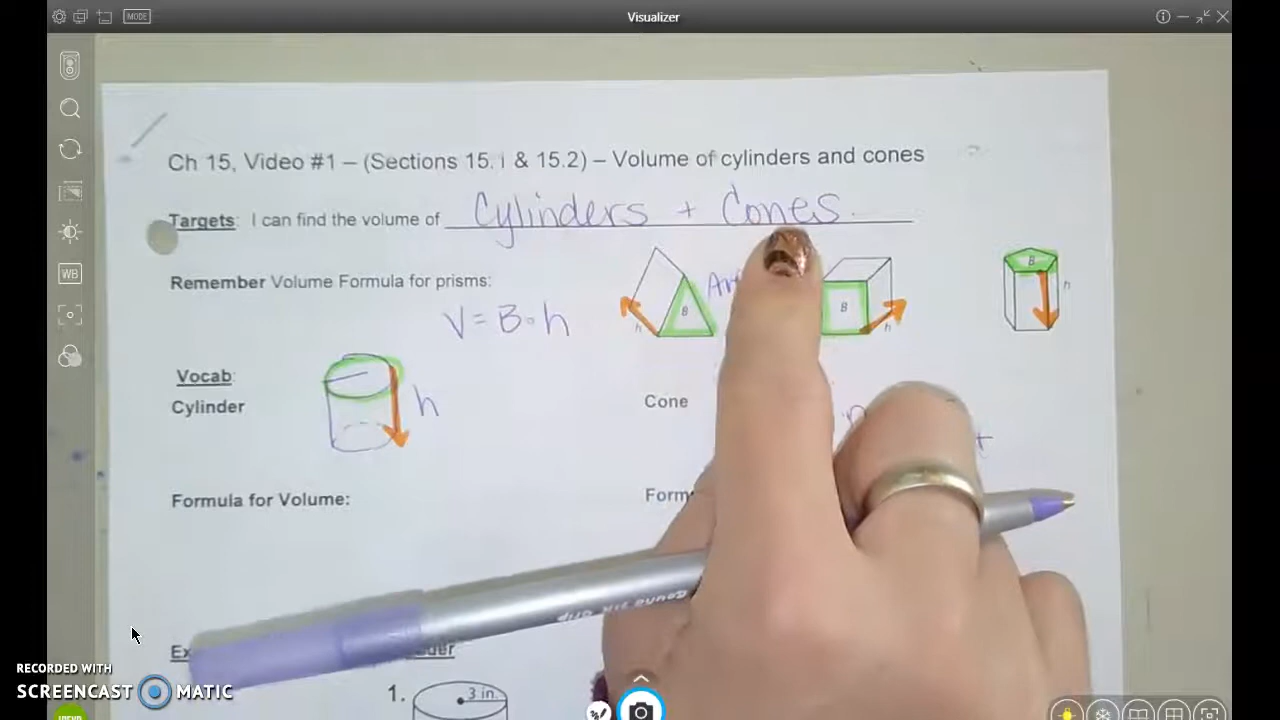 Visualizer
MODE
WB
Ch 15, Video #1 – (Sections 15.1 & 15.2) – Volume of cylinders and cones
Targets: I can find the volume of Cylinders + Cones
Remember Volume Formula for prisms:
V = B · h
B
h
B
h
B
h
Vocab:
Cylinder
h
Cone
Formula for Volume:
1.
3 in.
RECORDED WITH
SCREENCAST MATIC